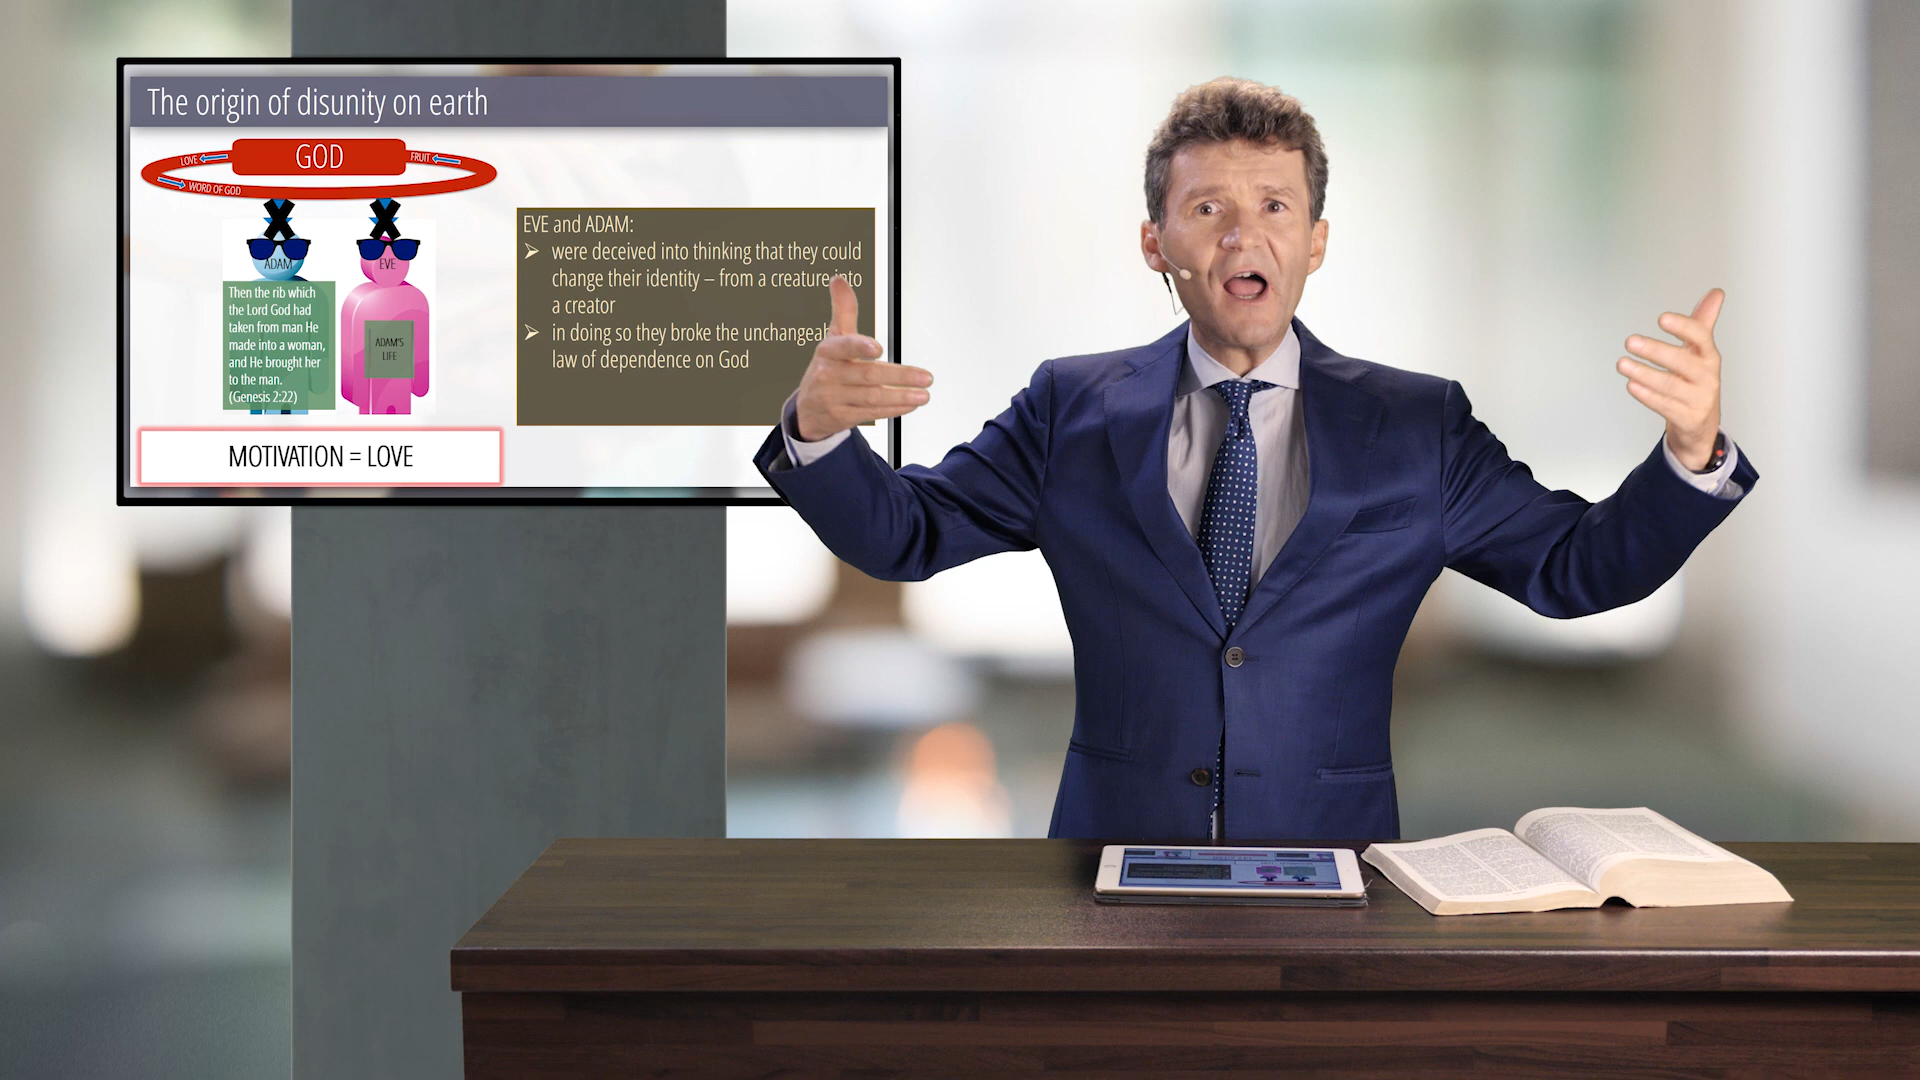 The origin of disunity on earth
GOD
LOVE
FRUIT
WORD OF GOD
ADAM
EVE
Then the rib which
the Lord God had
taken from man He
made into a woman,
and He brought her
to the man.
(Genesis 2:22)
ADAM'S
LIFE
MOTIVATION = LOVE
EVE and ADAM:
➢ were deceived into thinking that they could
change their identity – from a creature into
a creator
➢ in doing so they broke the
law of dependence on God